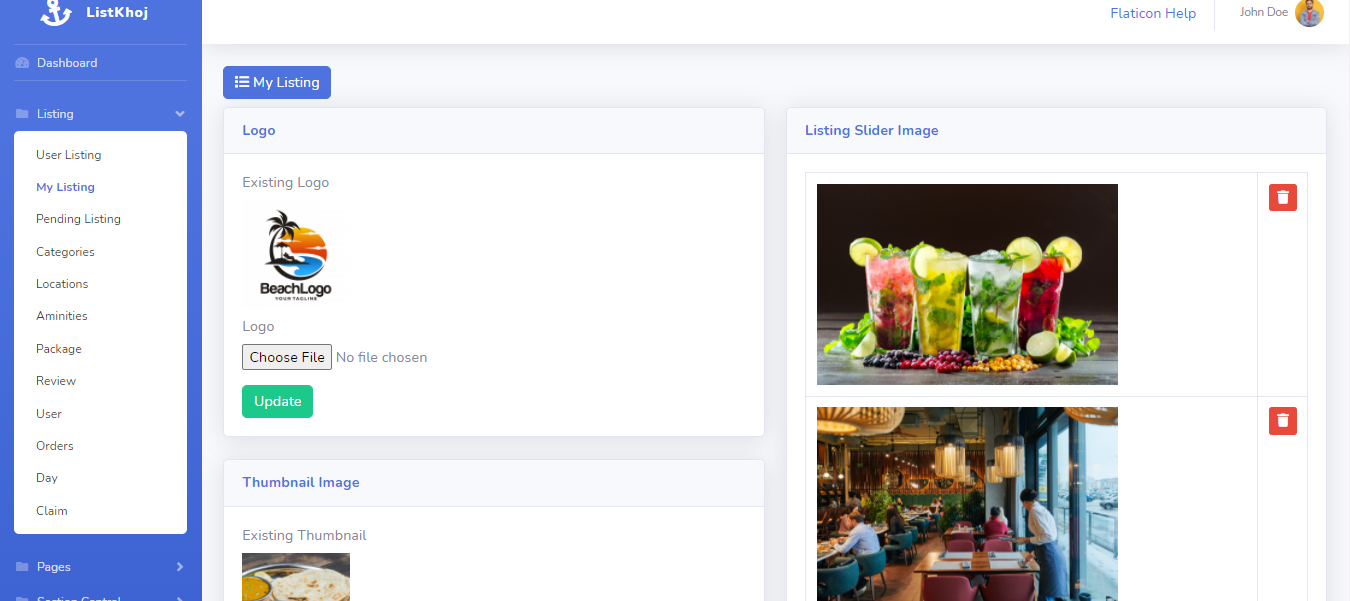 ListKhoj
Flaticon Help
John Doe
Dashboard
Listing
User Listing
My Listing
Pending Listing
Categories
Locations
Aminities
Package
Review
User
Orders
Day
Claim
Pages
Section Control
My Listing
Logo
Existing Logo
BeachLogo
YOUR TAGLINE
Logo
Choose File No file chosen
Update
Thumbnail Image
Existing Thumbnail
Listing Slider Image